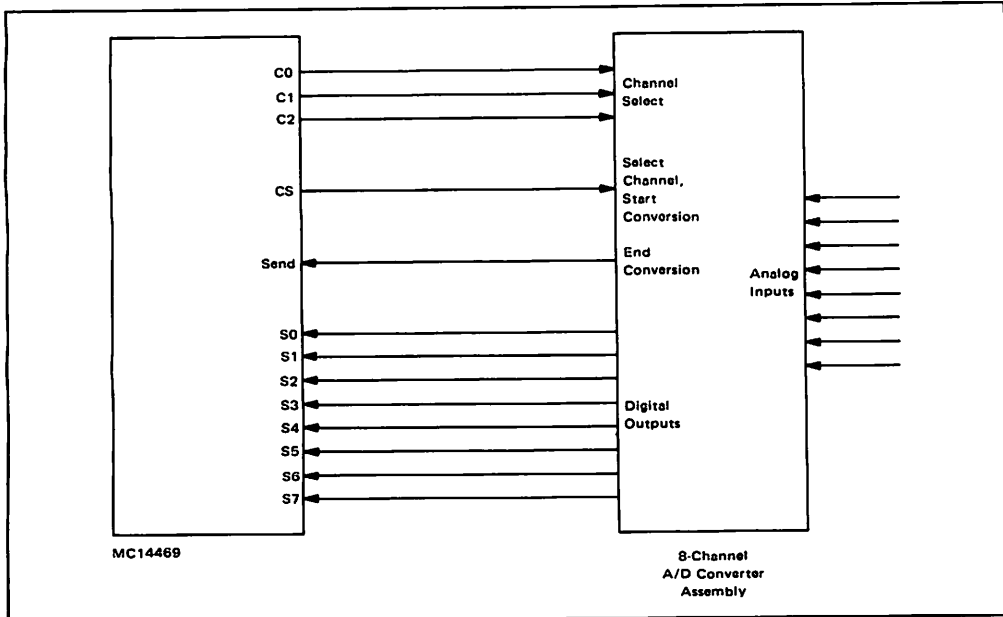 C0
C1
C2
CS
Send
S0
S1
S2
S3
S4
S5
S6
S7
MC14469
Channel
Select
Select
Channel,
Start
Conversion
End
Conversion
Analog
Inputs
Digital
Outputs
8-Channel
A/D Converter
Assembly